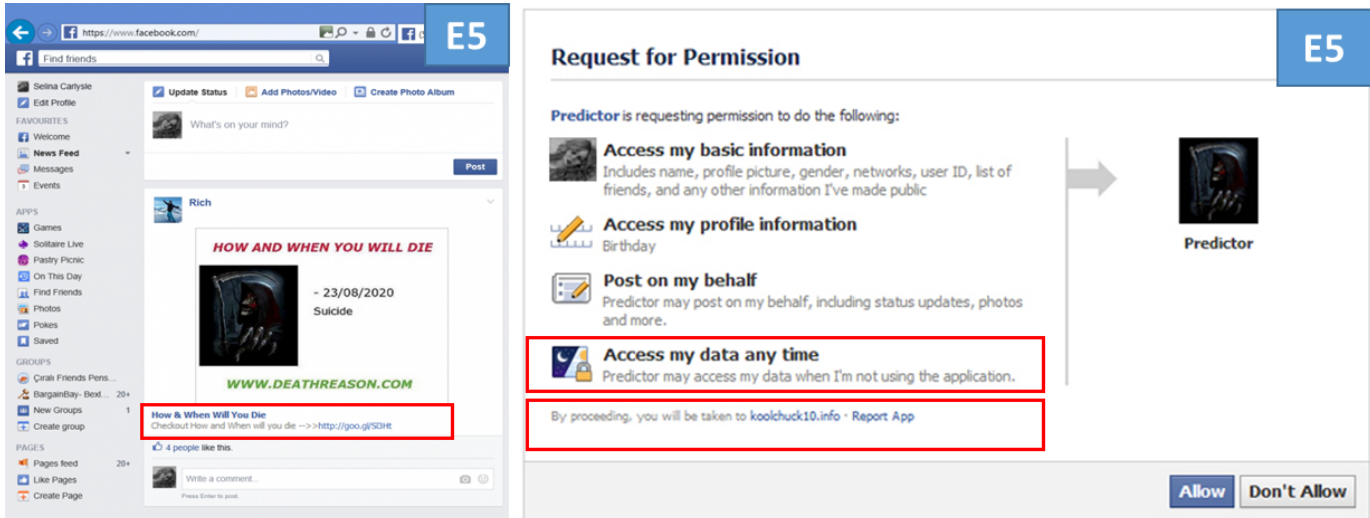 https://www.facebook.com/
E5
Find friends
Selina Carlysle
Edit Profile
FAVOURITES
Welcome
News Feed
Messages
Events
APPS
Games
Solitaire Live
Pastry Picnic
On This Day
Find Friends
Photos
Pokes
Saved
GROUPS
Çıralı Friends Pens...
BargainBay- Bexl... 20+
New Groups 1
Create group
PAGES
Pages feed 20+
Like Pages
Create Page
Update Status Add Photos/Video Create Photo Album
What's on your mind?
Post
Rich
HOW AND WHEN YOU WILL DIE
- 23/08/2020
Suicide
WWW.DEATHREASON.COM
How & When Will You Die
Checkout How and When will you die -->>http://goo.gl/SDHt
4 people like this.
Write a comment...
Press Enter to post.
E5
Request for Permission
Predictor is requesting permission to do the following:
Access my basic information
Includes name, profile picture, gender, networks, user ID, list of
friends, and any other information I've made public
Access my profile information
Birthday
Post on my behalf
Predictor may post on my behalf, including status updates, photos
and more.
Access my data any time
Predictor may access my data when I'm not using the application.
By proceeding, you will be taken to koolchuck10.info · Report App
Predictor
Allow Don't Allow